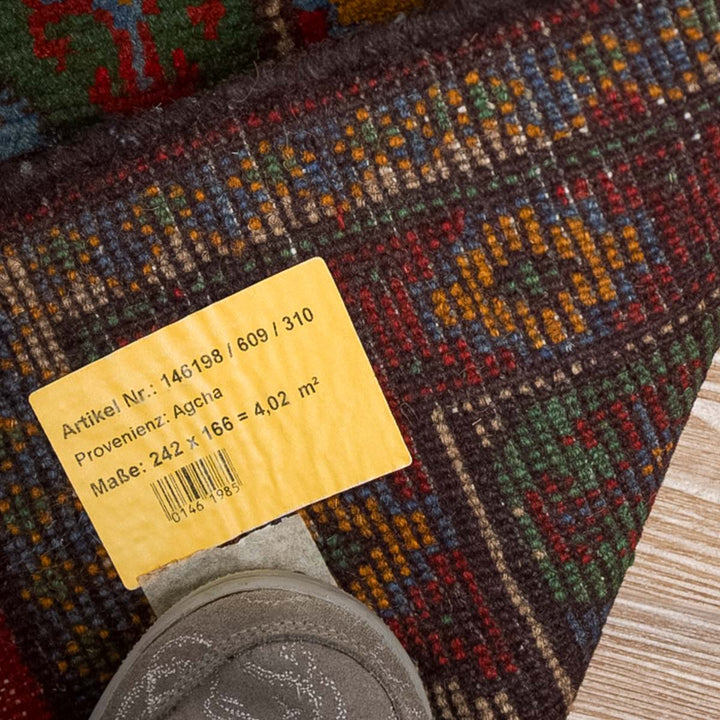 Artikel Nr.: 146198 / 609 / 310
Provenienz: Agcha
Maße: 242 x 166 = 4,02 m²
0146 1985